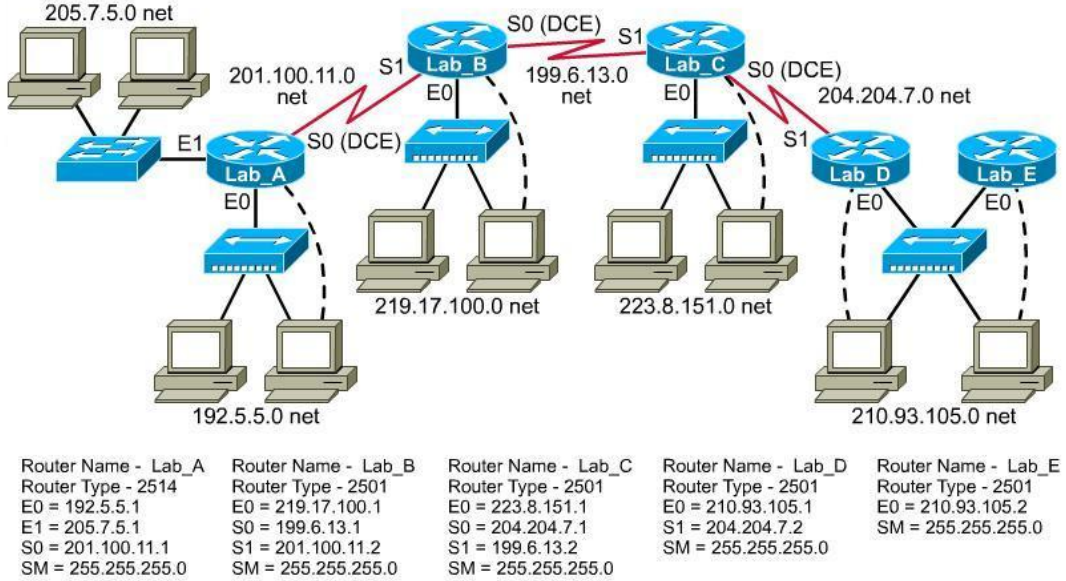 205.7.5.0 net
S0 (DCE)
S1
Lab_B
Lab_C
S1
201.100.11.0
net
199.6.13.0
net
S0 (DCE)
204.204.7.0 net
E0
E0
S1
E1
S0 (DCE)
Lab_A
Lab_D
Lab_E
E0
E0
E0
219.17.100.0 net
223.8.151.0 net
192.5.5.0 net
210.93.105.0 net
Router Name - Lab_A
Router Type - 2514
E0 = 192.5.5.1
E1 = 205.7.5.1
S0 = 201.100.11.1
SM = 255.255.255.0
Router Name - Lab_B
Router Type - 2501
E0 = 219.17.100.1
S0 = 199.6.13.1
S1 = 201.100.11.2
SM = 255.255.255.0
Router Name - Lab_C
Router Type - 2501
E0 = 223.8.151.1
S0 = 204.204.7.1
S1 = 199.6.13.2
SM = 255.255.255.0
Router Name - Lab_D
Router Type - 2501
E0 = 210.93.105.1
S1 = 204.204.7.2
SM = 255.255.255.0
Router Name - Lab_E
Router Type - 2501
E0 = 210.93.105.2
SM = 255.255.255.0